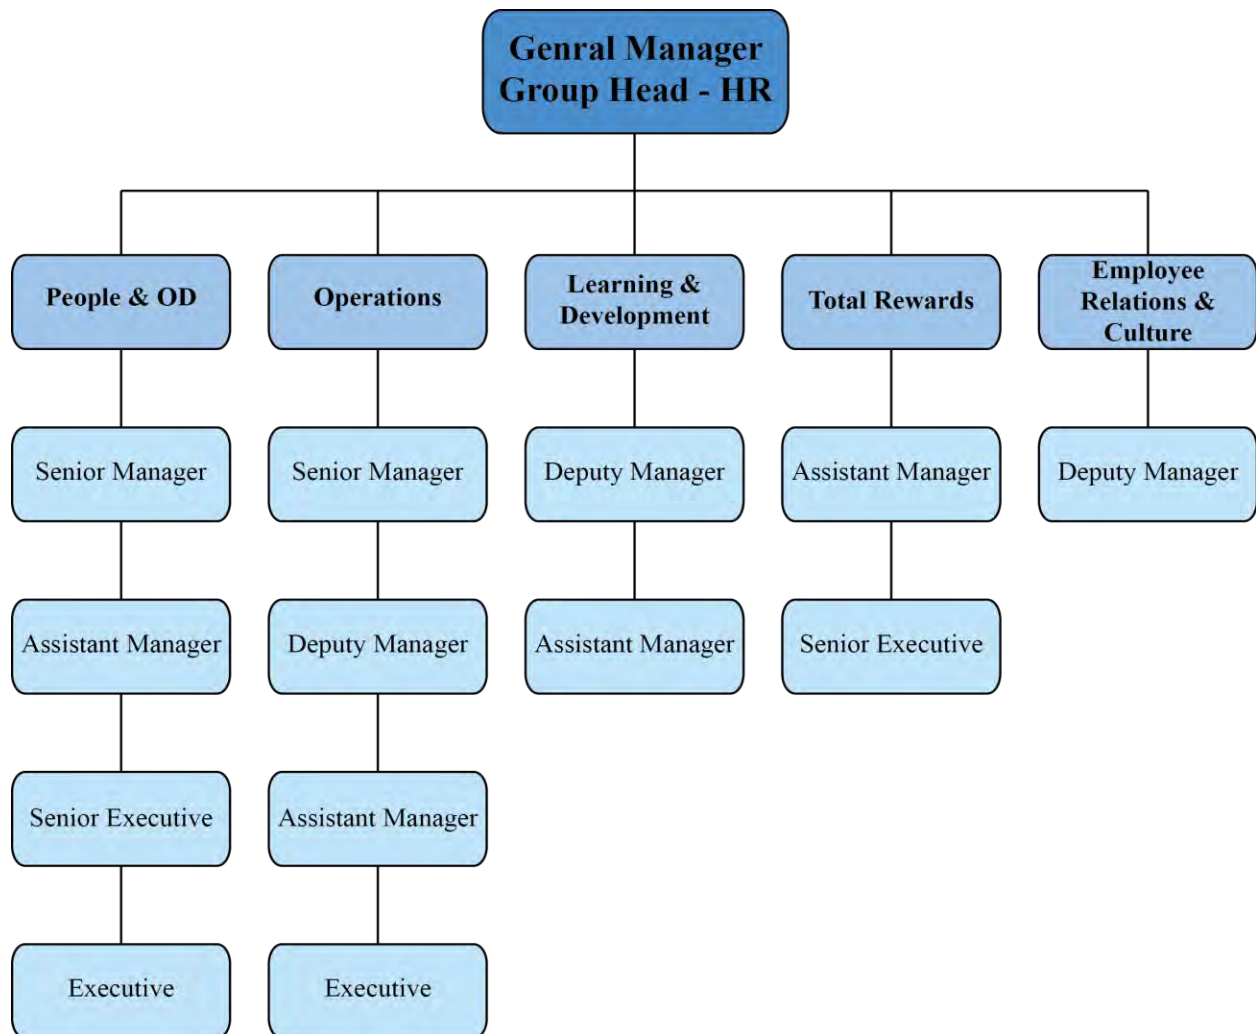 Genral Manager
Group Head - HR
People & OD
Operations
Learning &
Development
Total Rewards
Employee
Relations &
Culture
Senior Manager
Senior Manager
Deputy Manager
Assistant Manager
Deputy Manager
Assistant Manager
Deputy Manager
Assistant Manager
Senior Executive
Senior Executive
Assistant Manager
Executive
Executive